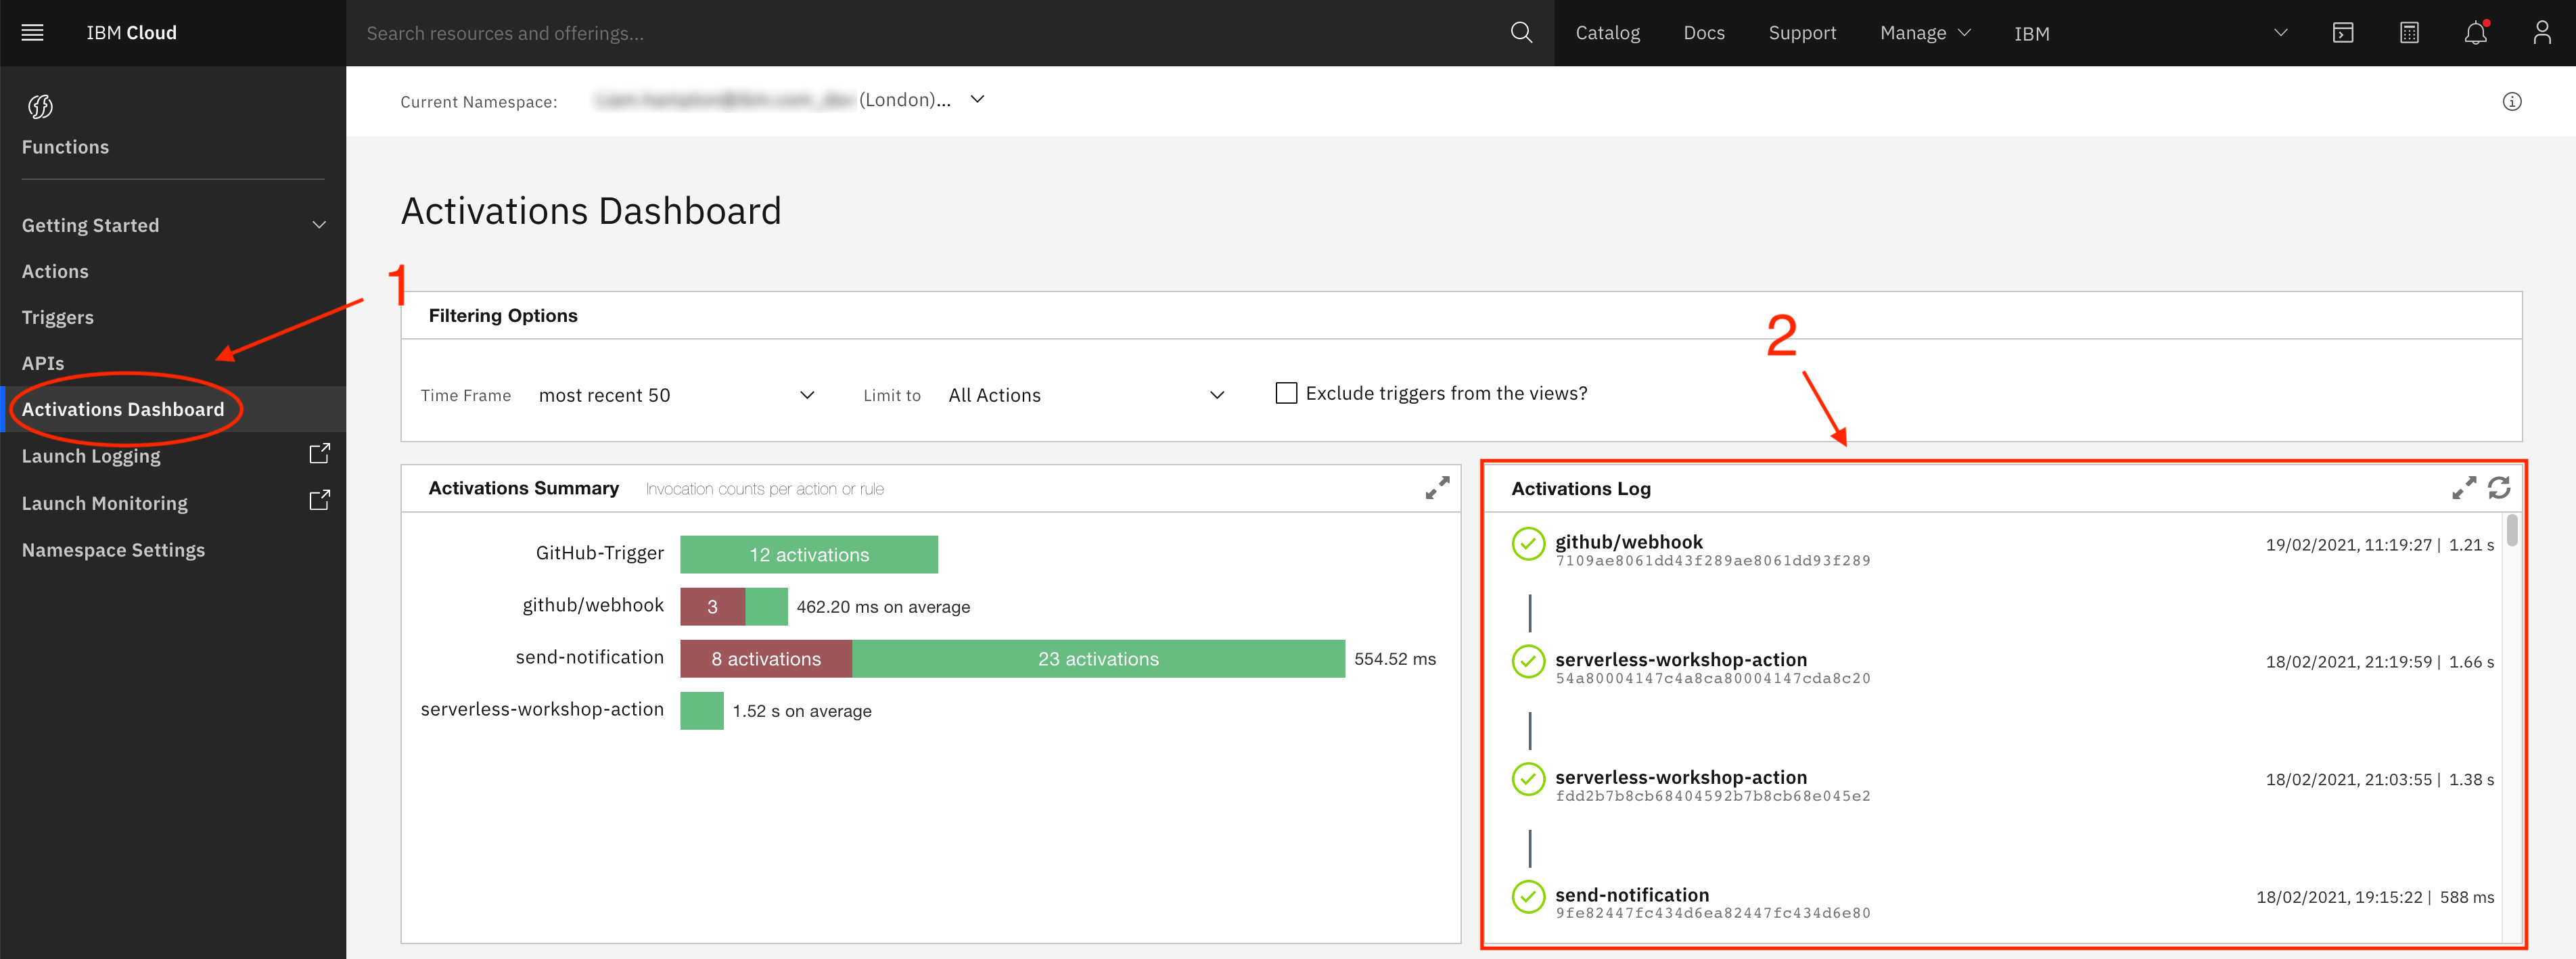 IBM Cloud
Search resources and offerings...
Catalog
Docs
Support
Manage
IBM
Functions
Getting Started
Actions
Triggers
APIs
Activations Dashboard
Launch Logging
Launch Monitoring
Namespace Settings
1
Current Namespace: (London)...
Activations Dashboard
Filtering Options
2
Time Frame most recent 50 Limit to All Actions Exclude triggers from the views?
Activations Summary Invocation counts per action or rule
GitHub-Trigger 12 activations
github/webhook 3 462.20 ms on average
send-notification 8 activations 23 activations 554.52 ms
serverless-workshop-action 1.52 s on average
Activations Log
github/webhook 19/02/2021, 11:19:27 | 1.21 s
7109ae8061dd43f289ae8061dd93f289
serverless-workshop-action 18/02/2021, 21:19:59 | 1.66 s
54a80004147c4a8ca80004147cda8c20
serverless-workshop-action 18/02/2021, 21:03:55 | 1.38 s
fdd2b7b8cb68404592b7b8cb68e045e2
send-notification 18/02/2021, 19:15:22 | 588 ms
9fe82447fc434d6ea82447fc434d6e80